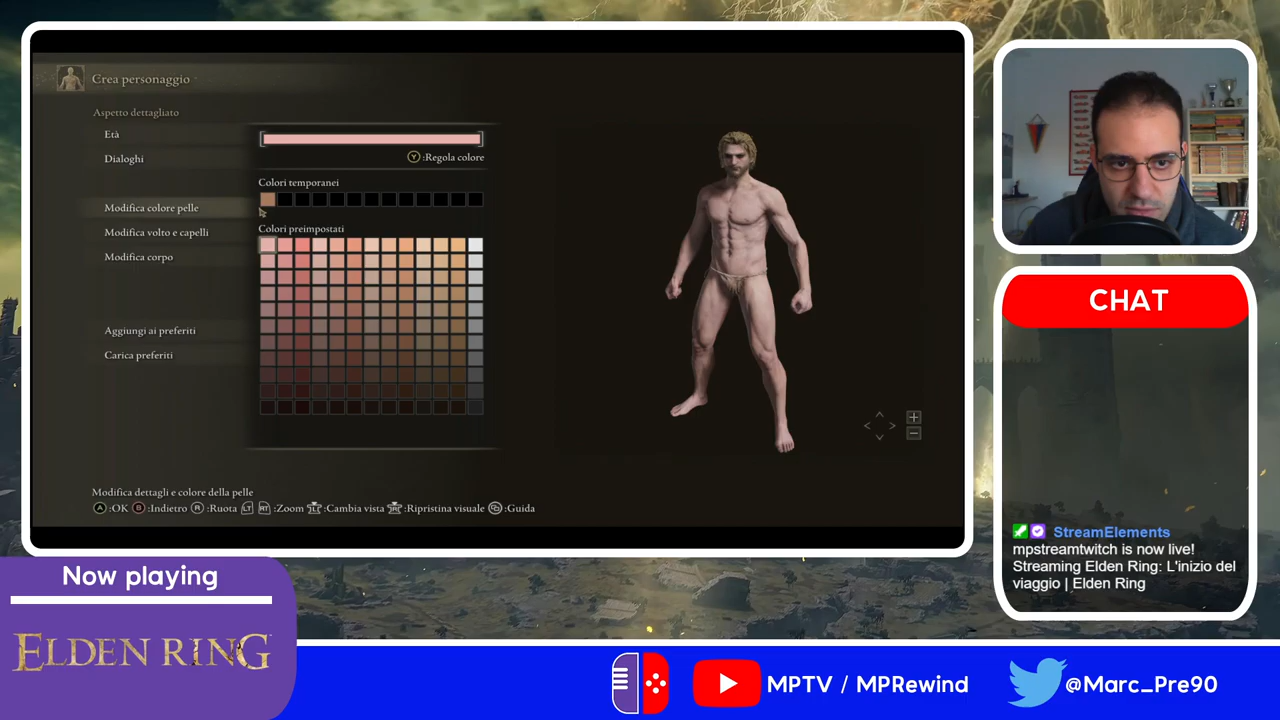 Crea personaggio
Aspetto dettagliato
Età
Dialoghi
Modifica colore pelle
Modifica volto e capelli
Modifica corpo
Aggiungi ai preferiti
Carica preferiti
Y :Regola colore
Colori temporanei
Colori preimpostati
Modifica dettagli e colore della pelle
A :OK B :Indietro R :Ruota LT RT :Zoom :Cambia vista :Ripristina visuale :Guida
CHAT
StreamElements
mpstreamtwitch is now live!
Streaming Elden Ring: L'inizio del
viaggio | Elden Ring
Now playing
ELDEN RING
MPTV / MPRewind
@Marc_Pre90